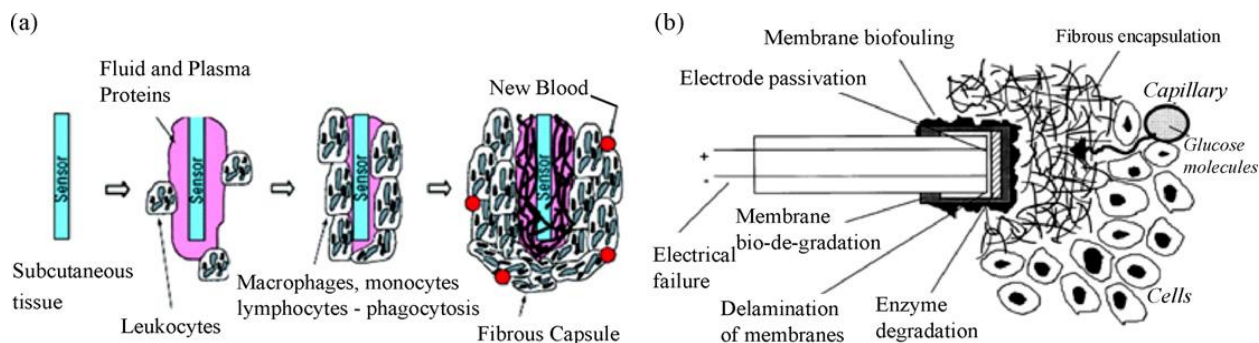 (a)
Fluid and Plasma
Proteins
New Blood
Sensor
Sensor
Sensor
Sensor
Subcutaneous
tissue
Leukocytes
Macrophages, monocytes
lymphocytes - phagocytosis
Fibrous Capsule
(b)
Membrane biofouling
Fibrous encapsulation
Electrode passivation
Capillary
Glucose
molecules
+
-
Membrane
bio-de-gradation
Electrical
failure
Delamination
of membranes
Enzyme
degradation
Cells